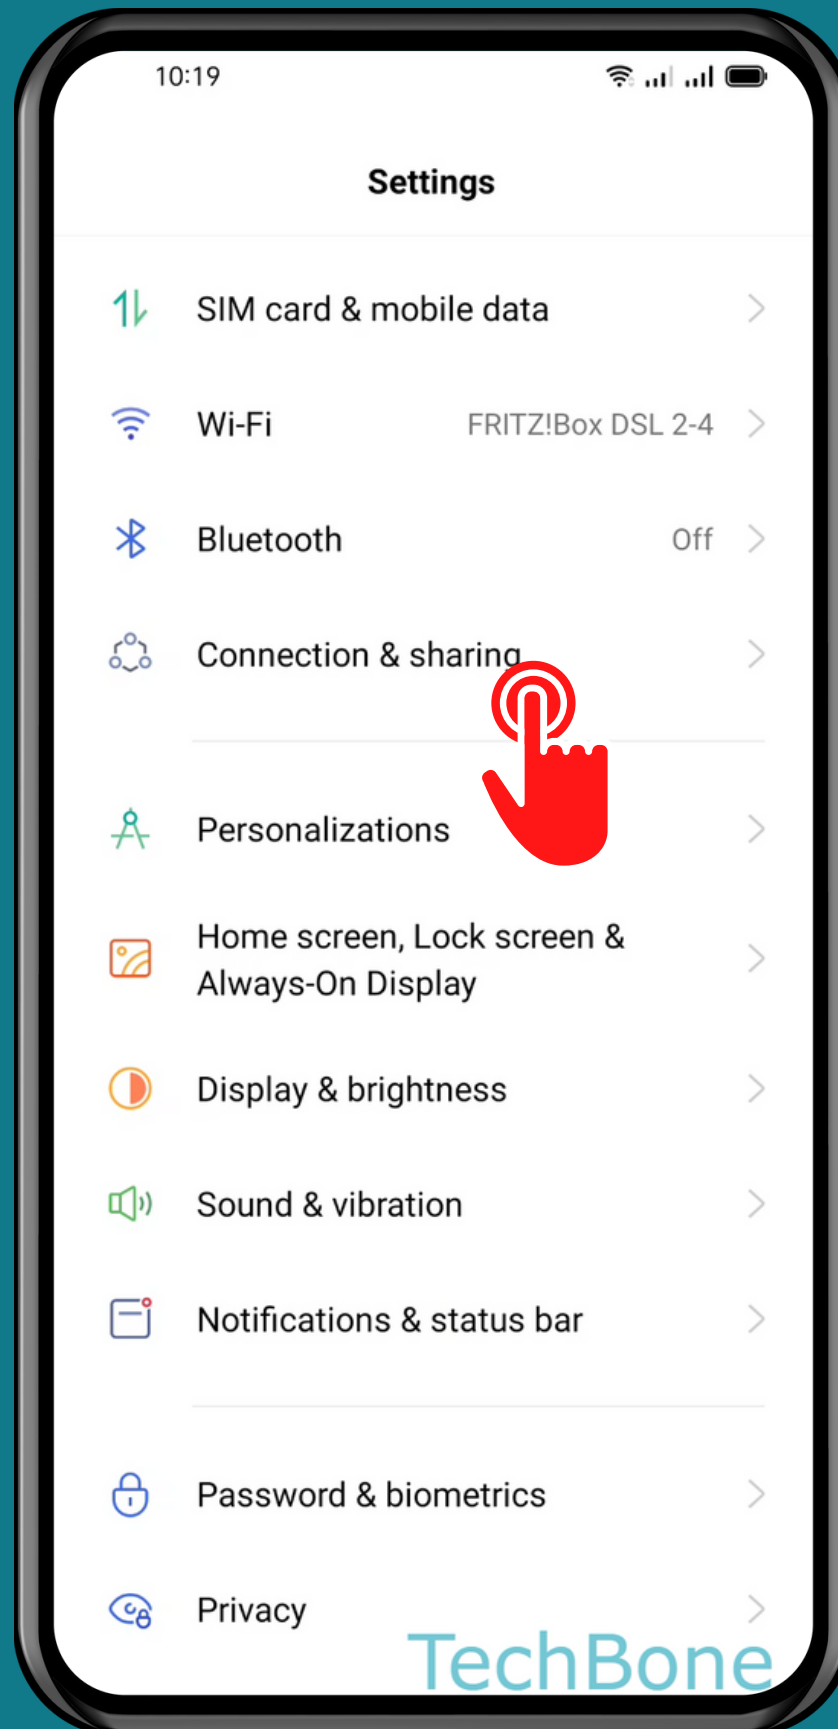 10:19
Settings
SIM card & mobile data
Wi-Fi FRITZ!Box DSL 2-4
Bluetooth Off
Connection & sharing
Personalizations
Home screen, Lock screen &
Always-On Display
Display & brightness
Sound & vibration
Notifications & status bar
Password & biometrics
Privacy
TechBone